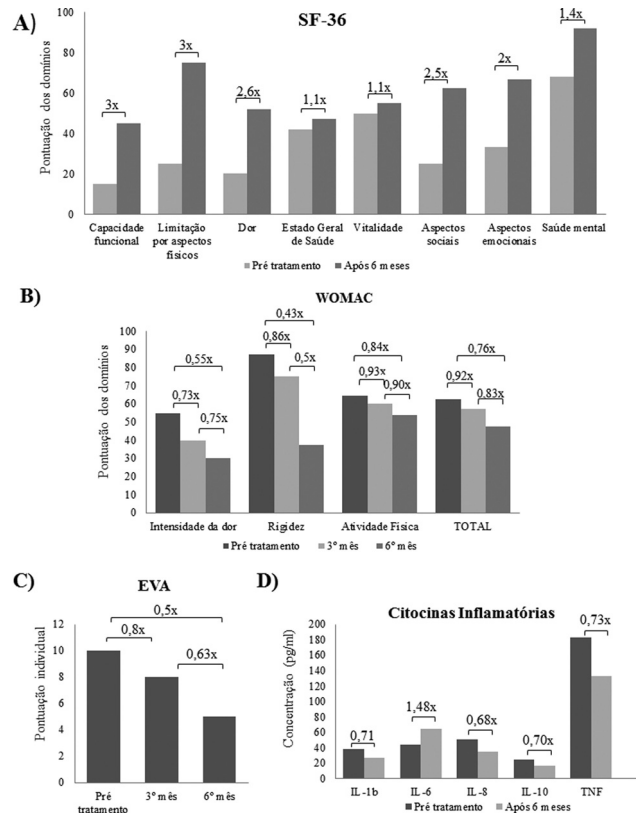 A)
SF-36
Pontuação dos domínios
100
80
60
40
20
0
3x
3x
2,6x
1,1x
1,1x
2,5x
2x
1,4x
Capacidade
funcional
Limitação
por aspectos
físicos
Dor
Estado Geral
de Saúde
Vitalidade
Aspectos
sociais
Aspectos
emocionais
Saúde mental
Pré tratamento
Após 6 meses
B)
WOMAC
Pontuação dos domínios
100
90
80
70
60
50
40
30
20
10
0
0,55x
0,73x
0,75x
0,43x
0,86x
0,5x
0,84x
0,93x
0,90x
0,76x
0,92x
0,83x
Intensidade da dor
Rigidez
Atividade Física
TOTAL
Pré tratamento
3º mês
6º mês
C)
EVA
Pontuação individual
12
10
8
6
4
2
0
0,5x
0,8x
0,63x
Pré
tratamento
3º mês
6º mês
D)
Citocinas Inflamatórias
Concentração (pg/ml)
200
180
160
140
120
100
80
60
40
20
0
0,71
1,48x
0,68x
0,70x
0,73x
IL-1b
IL-6
IL-8
IL-10
TNF
Pré tratamento
Após 6 meses